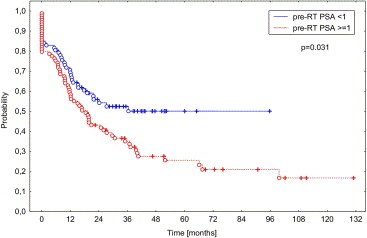 pre-RT PSA <1
pre-RT PSA >=1
p=0.031
Probability
1,0
0,9
0,8
0,7
0,6
0,5
0,4
0,3
0,2
0,1
0,0
0 12 24 36 48 60 72 84 96 108 120 132
Time [months]